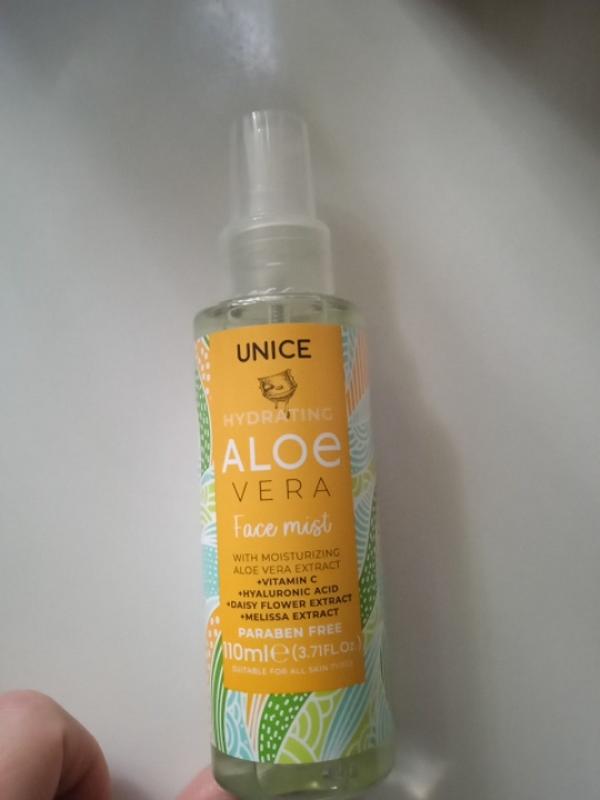 UNICE
HYDRATING
ALOe
VERA
Face mist
WITH MOISTURIZING
ALOE VERA EXTRACT
+VITAMIN C
+HYALURONIC ACID
+DAISY FLOWER EXTRACT
+MELISSA EXTRACT
PARABEN FREE
110ml℮(3.71FL.Oz.)
SUITABLE FOR ALL SKIN TYPES